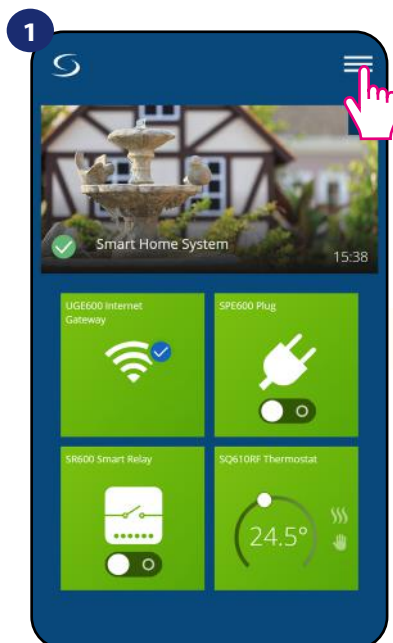 1
Smart Home System
15:38
UGE600 Internet
Gateway
SPE600 Plug
SR600 Smart Relay
SQ610RF Thermostat
24.5°